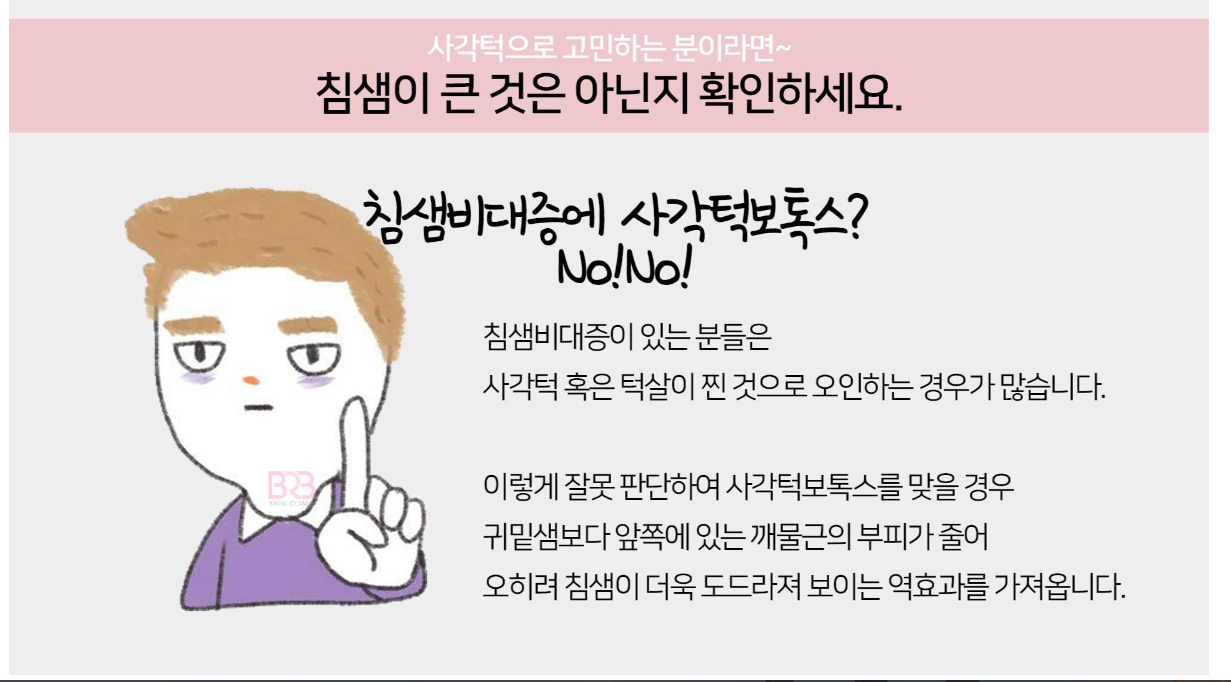 사각턱으로 고민하는 분이라면~
침샘이 큰 것은 아닌지 확인하세요.
침샘비대증에 사각턱보톡스?
No!No!
침샘비대증이 있는 분들은
사각턱 혹은 턱살이 찐 것으로 오인하는 경우가 많습니다.
이렇게 잘못 판단하여 사각턱보톡스를 맞을 경우
귀밑샘보다 앞쪽에 있는 깨물근의 부피가 줄어
오히려 침샘이 더욱 도드라져 보이는 역효과를 가져옵니다.
BRB
SKIN CLINIC